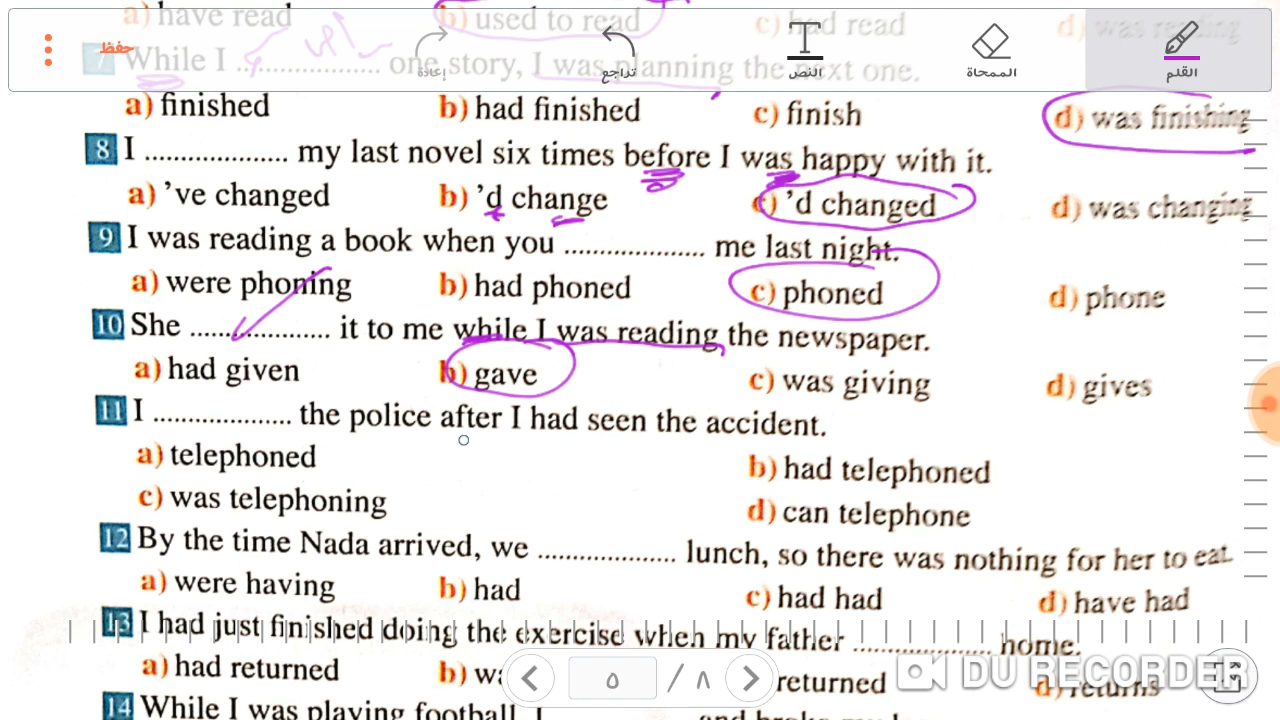 a) have read b) used to read c) had read d) was reading
حفظ إعادة تراجع النص الممحاة القلم
7 While I .................... one story, I was planning the next one.
a) finished b) had finished c) finish d) was finishing
8 I .................... my last novel six times before I was happy with it.
a) ’ve changed b) ’d change c) ’d changed d) was changing
9 I was reading a book when you .................... me last night.
a) were phoning b) had phoned c) phoned d) phone
10 She .................... it to me while I was reading the newspaper.
a) had given b) gave c) was giving d) gives
11 I .................... the police after I had seen the accident.
a) telephoned b) had telephoned
c) was telephoning d) can telephone
12 By the time Nada arrived, we .................... lunch, so there was nothing for her to eat.
a) were having b) had c) had had d) have had
13 I had just finished doing the exercise when my father .................... home.
a) had returned b) returned d) returns
٥ / ٨
DU RECORDER
14 While I was playing football, I